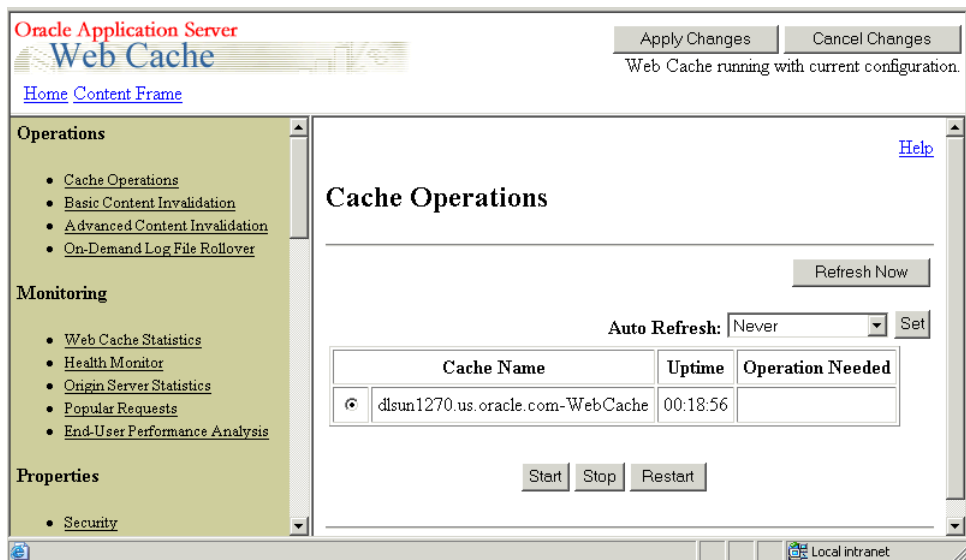 Oracle Application Server
Web Cache
Apply Changes Cancel Changes
Web Cache running with current configuration.
Home Content Frame
Operations
Cache Operations
Basic Content Invalidation
Advanced Content Invalidation
On-Demand Log File Rollover
Monitoring
Web Cache Statistics
Health Monitor
Origin Server Statistics
Popular Requests
End-User Performance Analysis
Properties
Security
Help
Cache Operations
Refresh Now
Auto Refresh: Never Set
Cache Name Uptime Operation Needed
dlsun1270.us.oracle.com-WebCache 00:18:56
Start Stop Restart
Local intranet